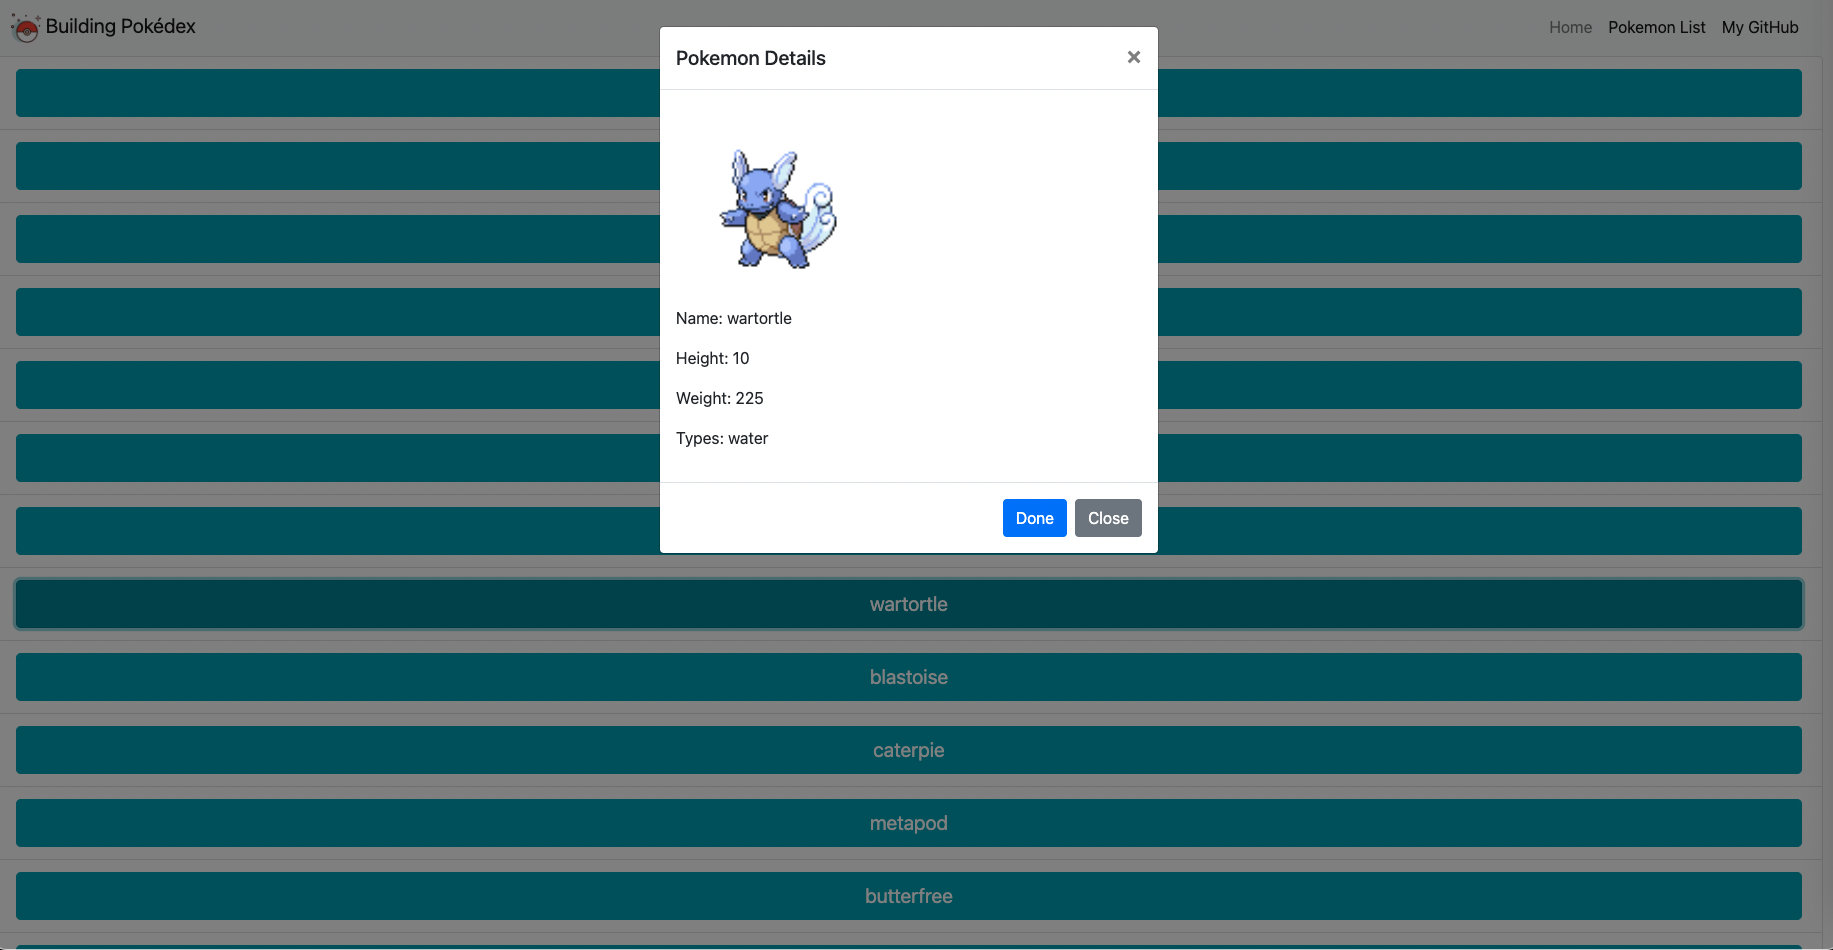 Building Pokédex
Home Pokemon List My GitHub
Pokemon Details
×
Name: wartortle
Height: 10
Weight: 225
Types: water
Done Close
wartortle
blastoise
caterpie
metapod
butterfree